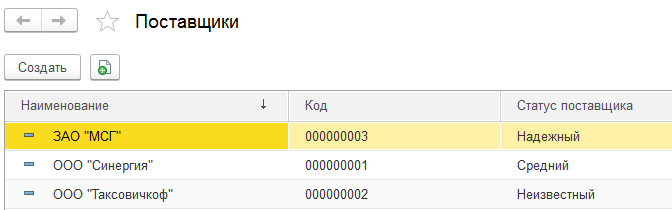 Поставщики
Создать
Наименование Код Статус поставщика
ЗАО "МСГ" 000000003 Надежный
ООО "Синергия" 000000001 Средний
ООО "Таксовичкоф" 000000002 Неизвестный